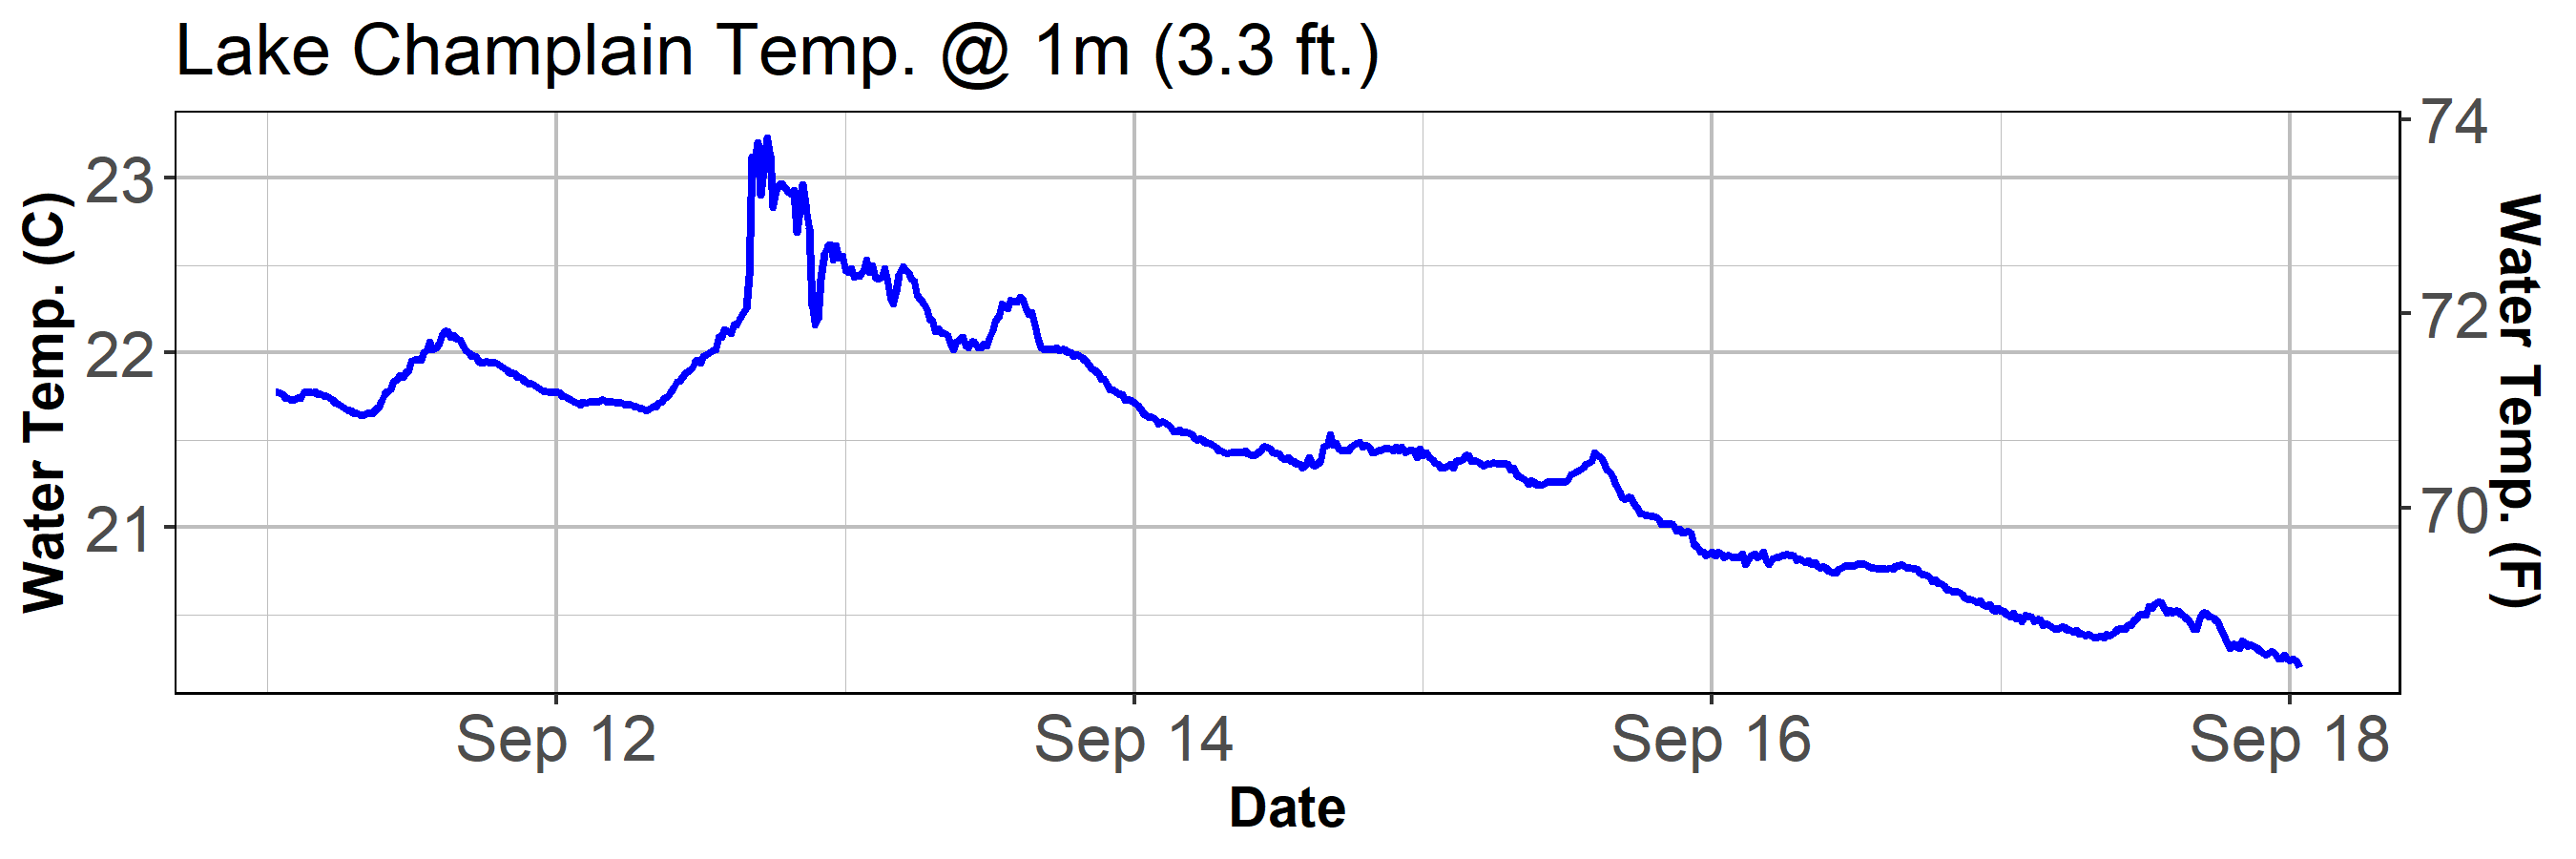 Lake Champlain Temp. @ 1m (3.3 ft.)
Water Temp. (C)
23
22
21
74
72
70
Water Temp. (F)
Sep 12
Sep 14
Sep 16
Sep 18
Date